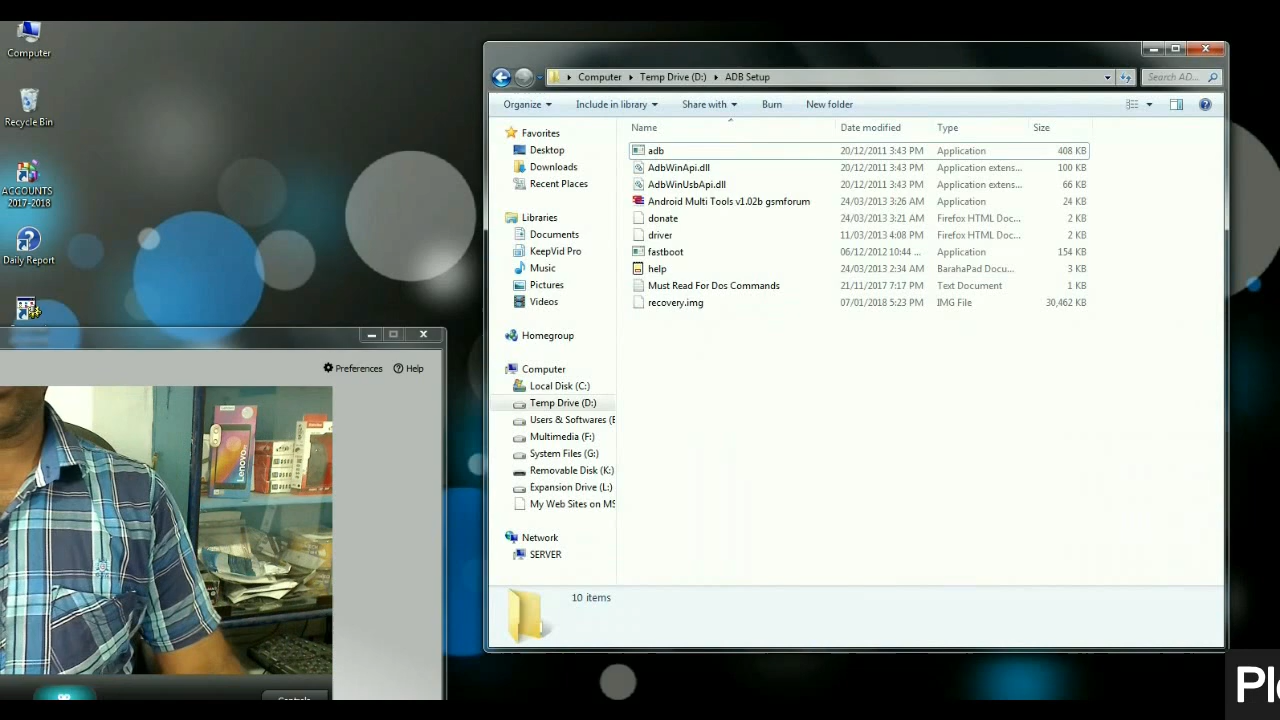 Computer
Recycle Bin
ACCOUNTS
2017-2018
Daily Report
Preferences Help
Lenovo
Computer Temp Drive (D:) ADB Setup
Search AD...
Organize Include in library Share with Burn New folder
Name Date modified Type Size
Favorites
Desktop
Downloads
Recent Places
Libraries
Documents
KeepVid Pro
Music
Pictures
Videos
Homegroup
Computer
Local Disk (C:)
Temp Drive (D:)
Users & Softwares (E
Multimedia (F:)
System Files (G:)
Removable Disk (K:)
Expansion Drive (L:)
My Web Sites on MS
Network
SERVER
adb 20/12/2011 3:43 PM Application 408 KB
AdbWinApi.dll 20/12/2011 3:43 PM Application extens... 100 KB
AdbWinUsbApi.dll 20/12/2011 3:43 PM Application extens... 66 KB
Android Multi Tools v1.02b gsmforum 24/03/2013 3:26 AM Application 24 KB
donate 24/03/2013 3:21 AM Firefox HTML Doc... 2 KB
driver 11/03/2013 4:08 PM Firefox HTML Doc... 2 KB
fastboot 06/12/2012 10:44 ... Application 154 KB
help 24/03/2013 2:34 AM BarahaPad Docu... 3 KB
Must Read For Dos Commands 21/11/2017 7:17 PM Text Document 1 KB
recovery.img 07/01/2018 5:23 PM IMG File 30,462 KB
10 items